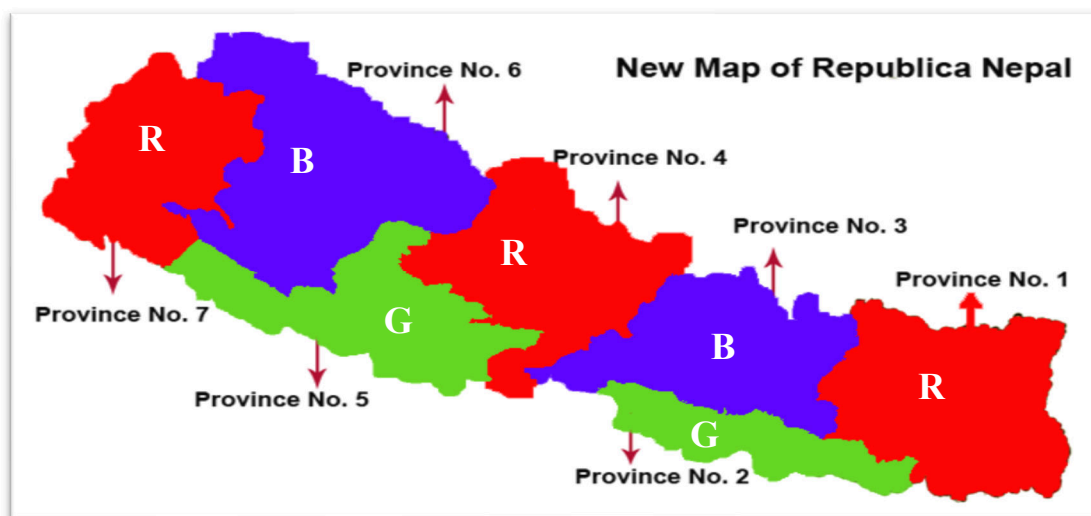 New Map of Republica Nepal
Province No. 6
Province No. 4
Province No. 3
Province No. 1
Province No. 7
Province No. 5
Province No. 2
R
B
R
G
B
R
G